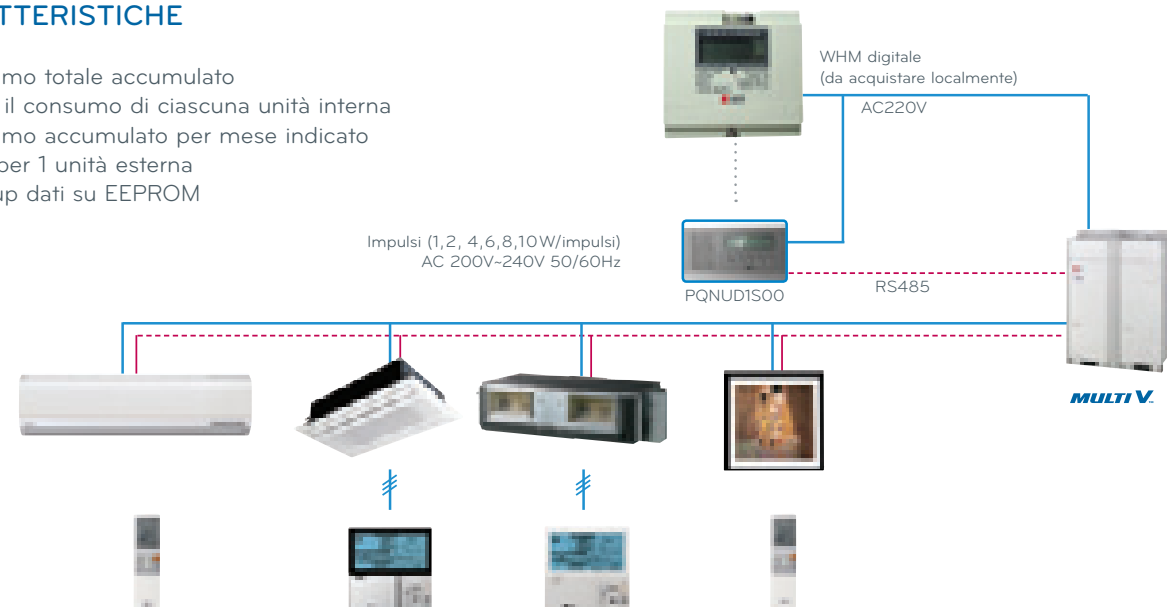 TTERISTICHE
mo totale accumulato
il consumo di ciascuna unità interna
mo accumulato per mese indicato
per 1 unità esterna
up dati su EEPROM
WHM digitale
(da acquistare localmente)
AC220V
Impulsi (1,2, 4,6,8,10W/impulsi)
AC 200V~240V 50/60Hz
PQNUD1S00
RS485
MULTI V.